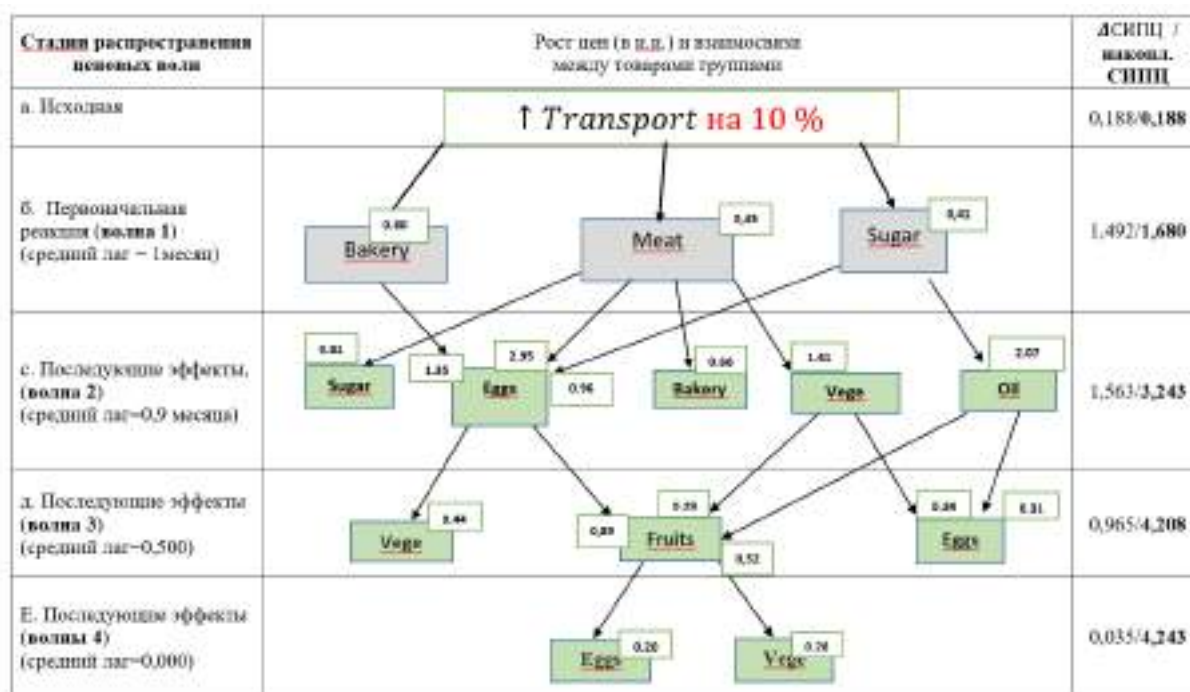 Стадии распространения
ценовых волн
Рост цен (в п.п.) и взаимосвязи
между товарами группами
ΔСИПЦ /
накопл.
СИПЦ
а. Исходная
↑ Transport на 10 %
0,188/0,188
б. Первоначальная
реакция (волна 1)
(средний лаг = 1месяц)
Bakery
Meat
Sugar
0,41
1,492/1,680
с. Последующие эффекты,
(волна 2)
(средний лаг=0,9 месяца)
Sugar
Eggs
2.95
0.96
Bakery
Vege
1.61
Oil
2.07
1,563/3,243
д. Последующие эффекты
(волна 3)
(средний лаг=0,500)
Vege
0.44
Fruits
0,52
Eggs
0.31
0,965/4,208
Е. Последующие эффекты
(волны 4)
(средний лаг=0,000)
Eggs
0.20
Vege
0,035/4,243